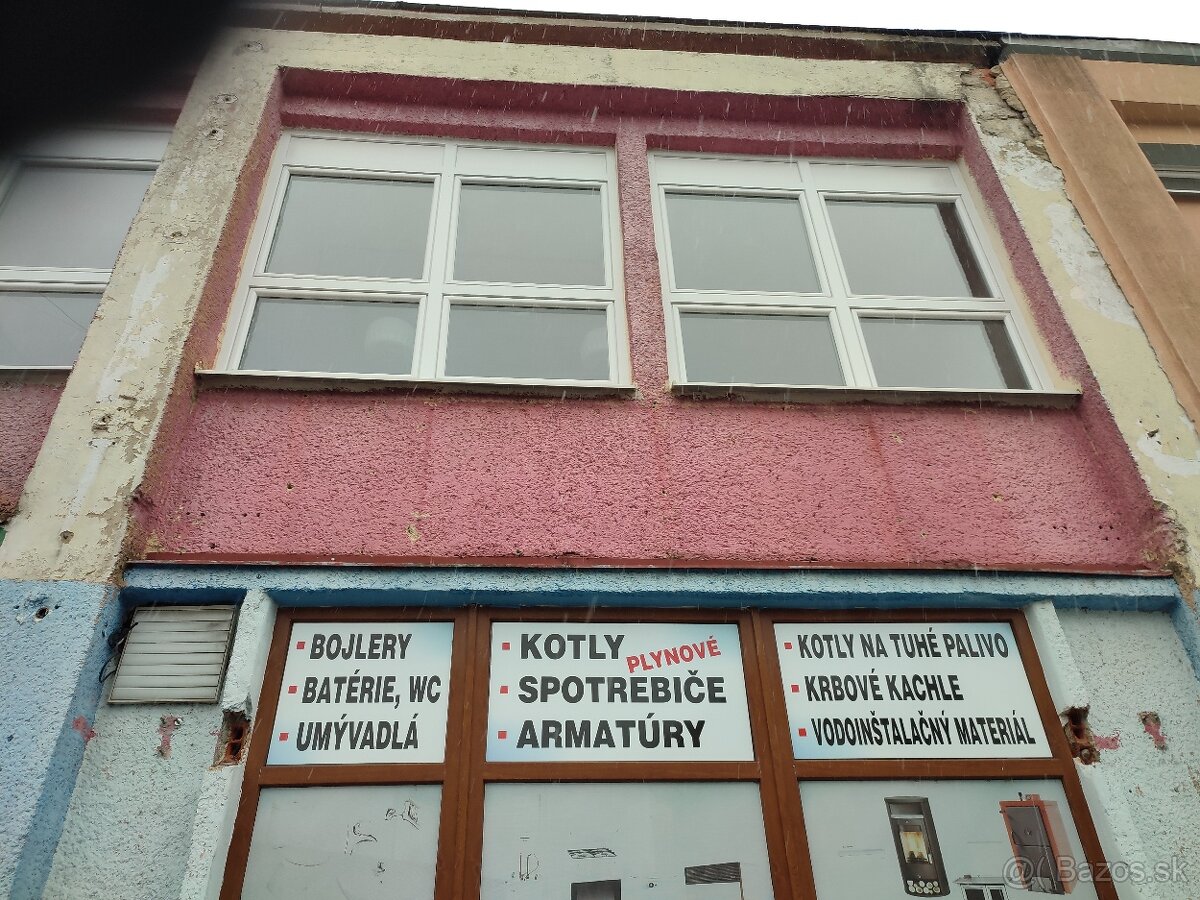 ▪ BOJLERY
▪ BATÉRIE, WC
▪ UMÝVADLÁ
▪ KOTLY PLYNOVÉ
▪ SPOTREBIČE
▪ ARMATÚRY
▪ KOTLY NA TUHÉ PALIVO
▪ KRBOVÉ KACHLE
▪ VODOINŠTALAČNÝ MATERIÁL
@Bazos.sk